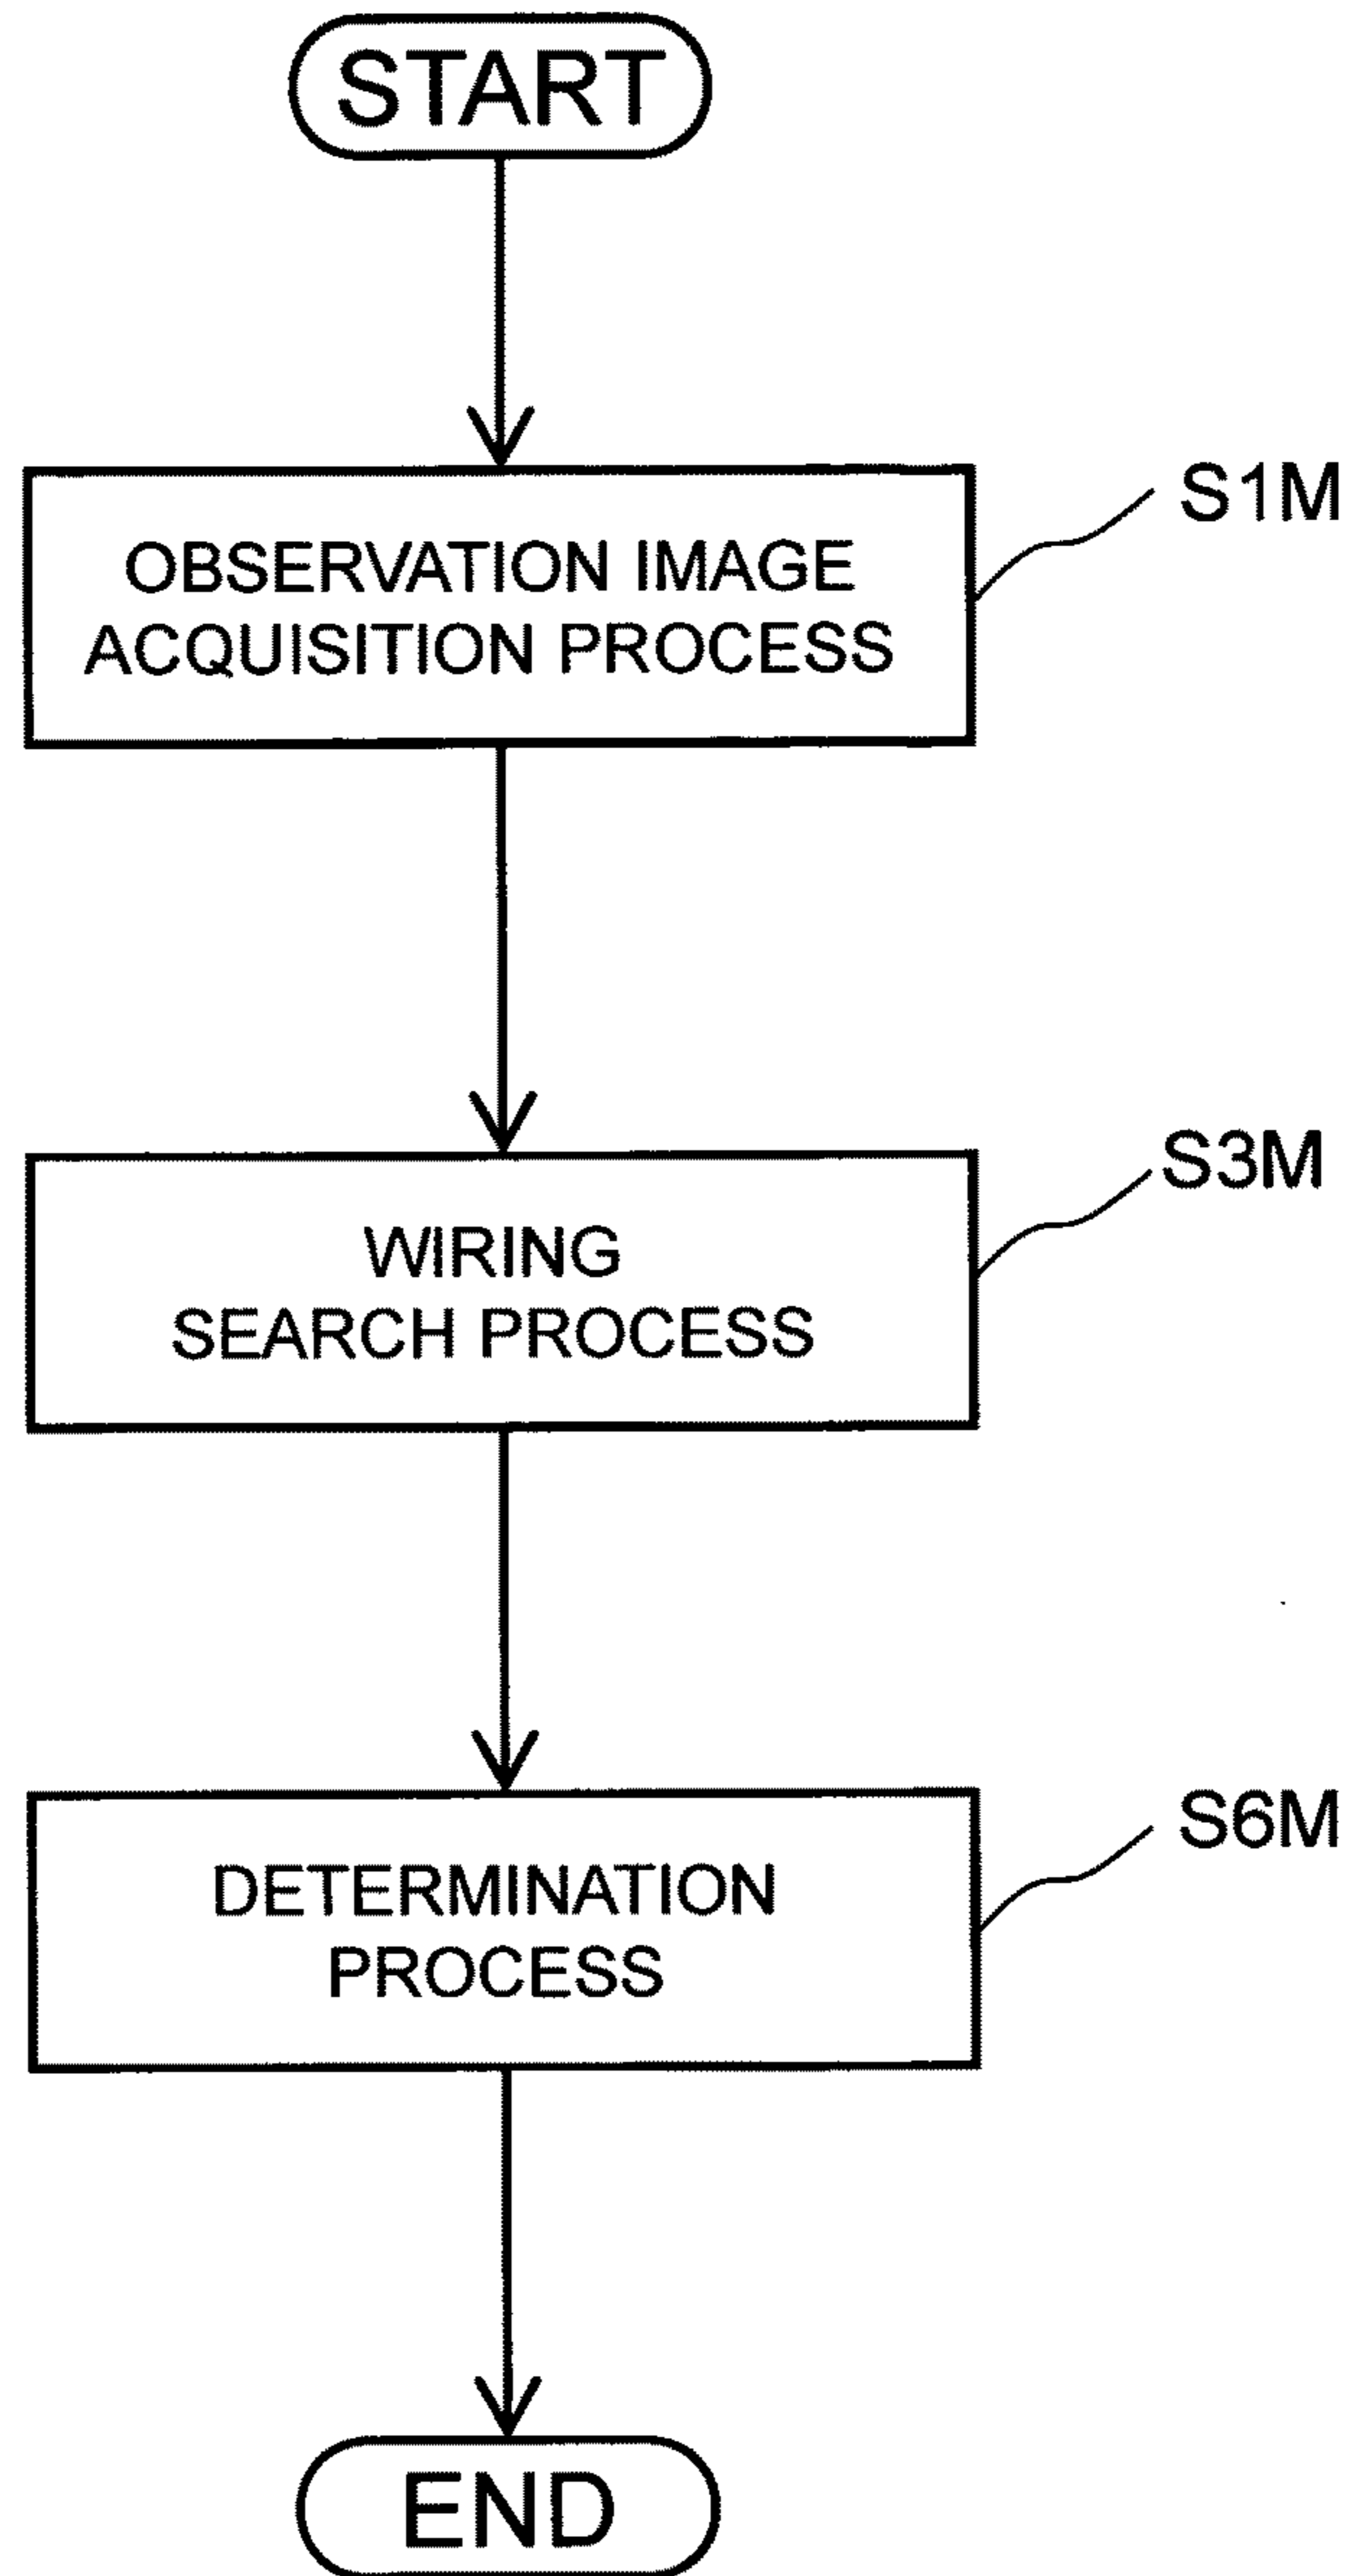 START
OBSERVATION IMAGE
ACQUISITION PROCESS
S1M
WIRING
SEARCH PROCESS
S3M
DETERMINATION
PROCESS
S6M
END